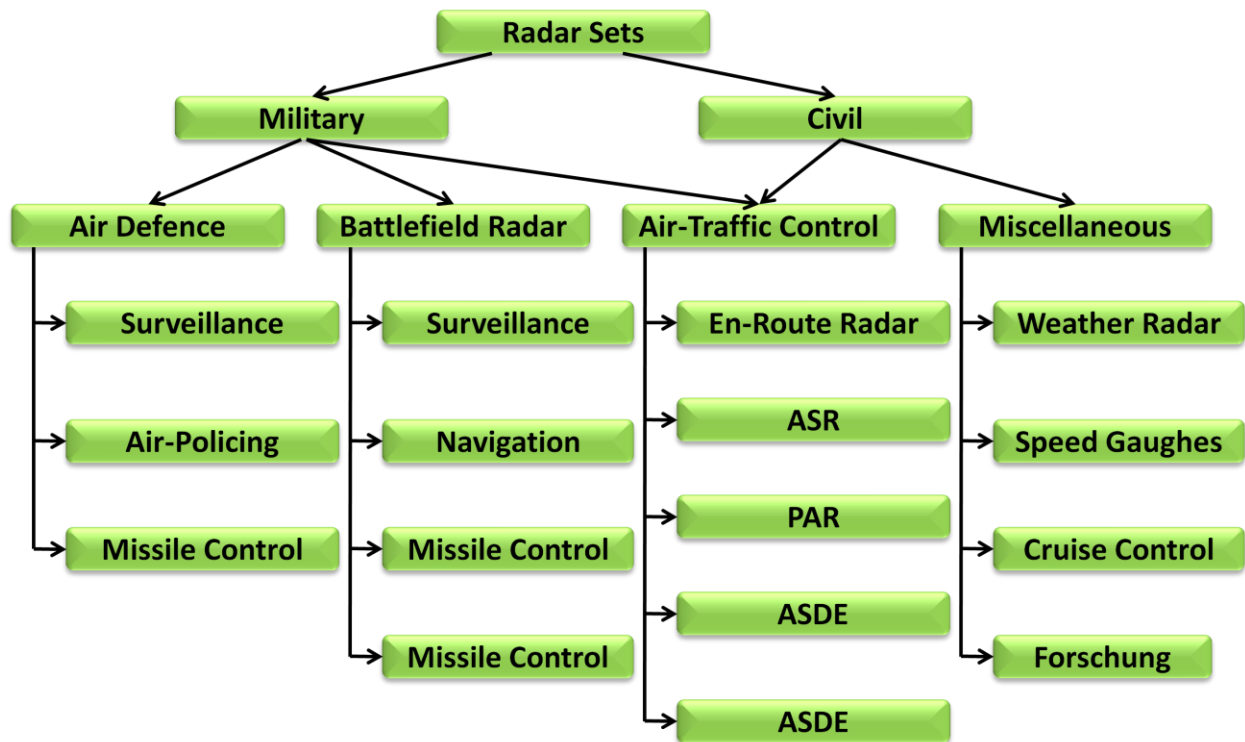 Radar Sets
Military
Civil
Air Defence
Battlefield Radar
Air-Traffic Control
Miscellaneous
Surveillance
Surveillance
En-Route Radar
Weather Radar
Air-Policing
Navigation
ASR
Speed Gaughes
Missile Control
Missile Control
PAR
Cruise Control
Missile Control
ASDE
Forschung
ASDE